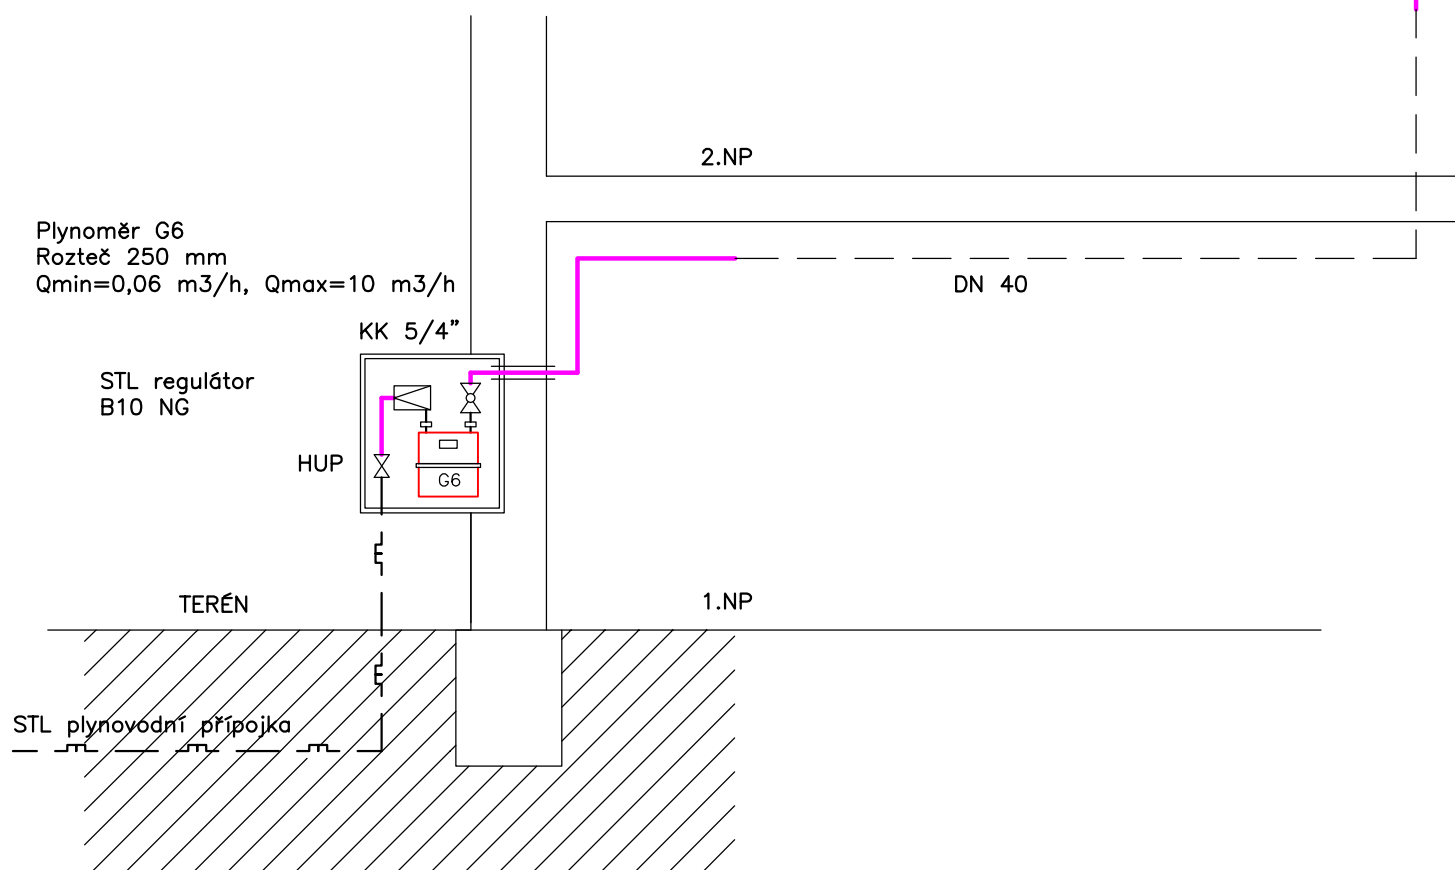 2.NP
Plynoměr G6
Rozteč 250 mm
Qmin=0,06 m3/h, Qmax=10 m3/h
DN 40
KK 5/4"
STL regulátor
B10 NG
HUP
G6
TERÉN
1.NP
STL plynovodní přípojka